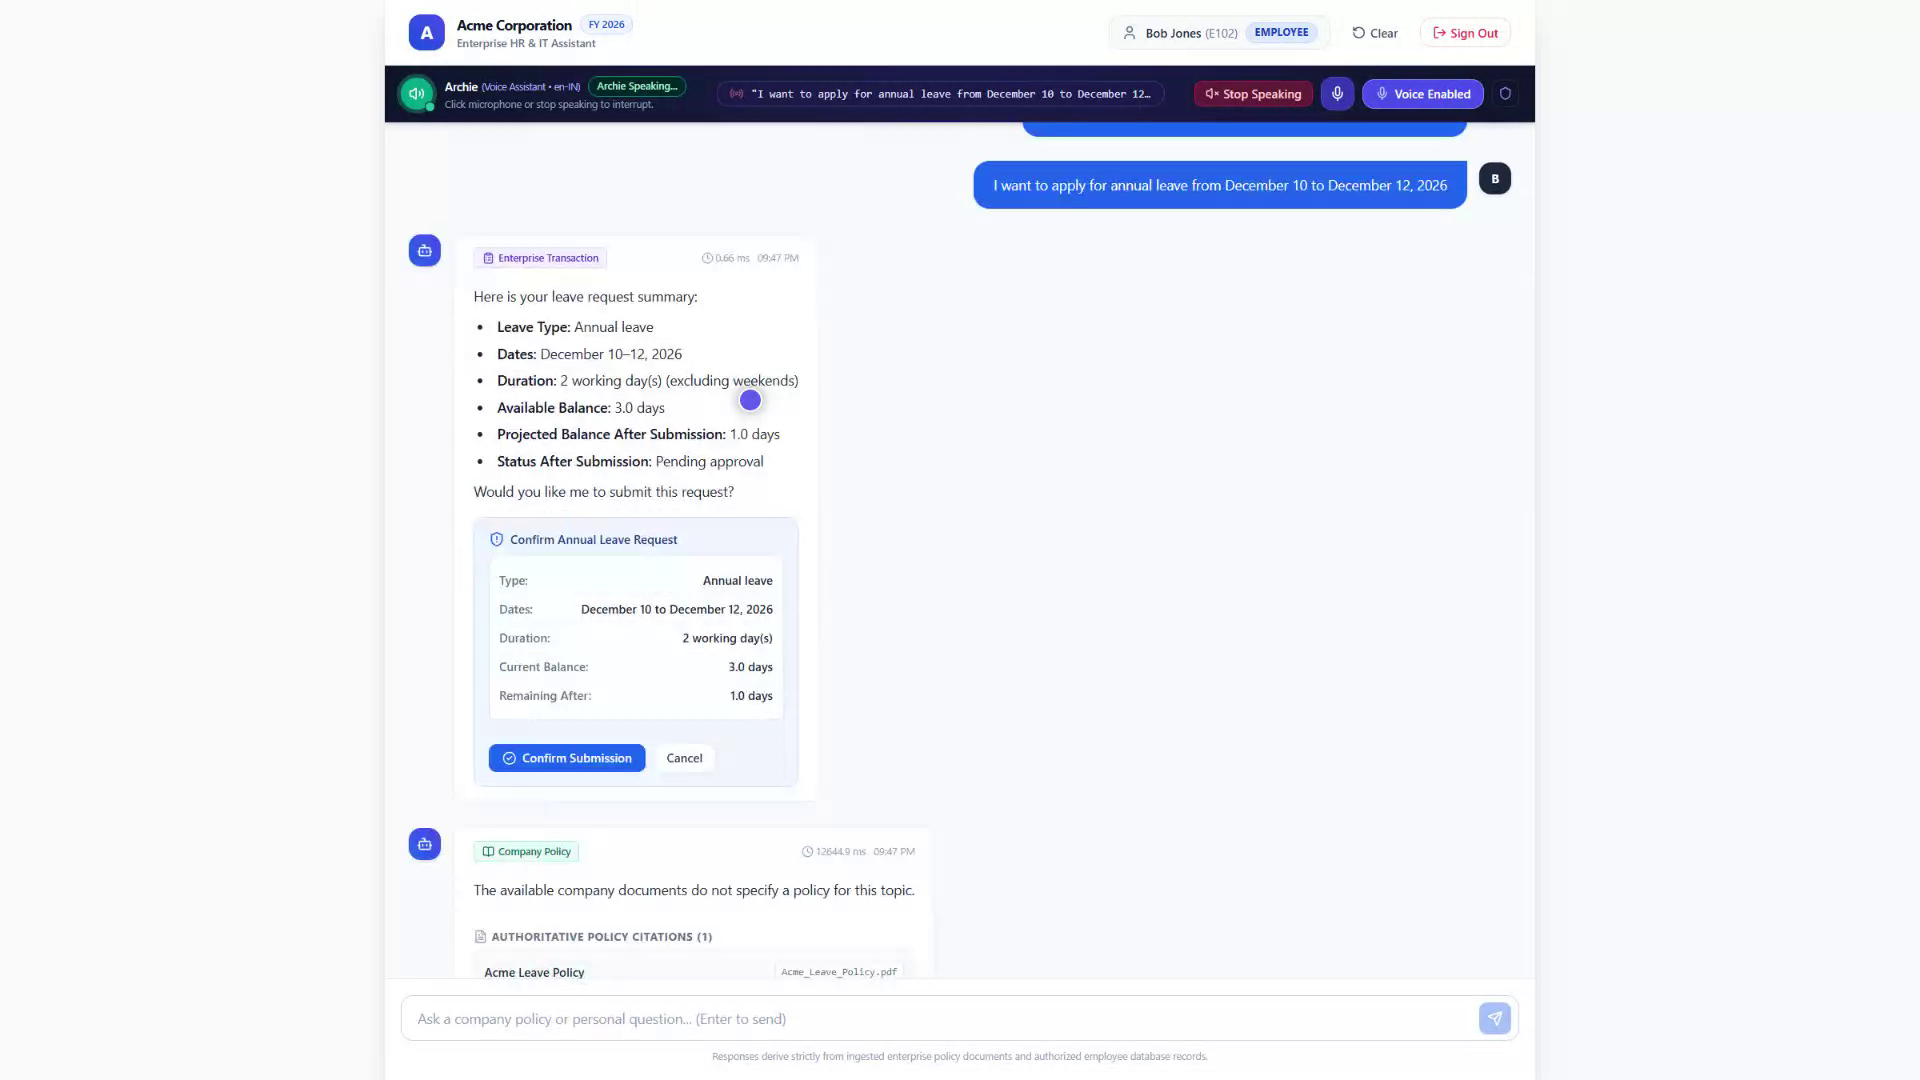 A
Acme Corporation FY 2026
Enterprise HR & IT Assistant
Bob Jones (E102) EMPLOYEE
Clear
Sign Out
Archie (Voice Assistant • en-IN) Archie Speaking...
Click microphone or stop speaking to interrupt.
"I want to apply for annual leave from December 10 to December 12…
Stop Speaking
Voice Enabled
I want to apply for annual leave from December 10 to December 12, 2026
B
Enterprise Transaction 0.66 ms 09:47 PM
Here is your leave request summary:
• Leave Type: Annual leave
• Dates: December 10–12, 2026
• Duration: 2 working day(s) (excluding weekends)
• Available Balance: 3.0 days
• Projected Balance After Submission: 1.0 days
• Status After Submission: Pending approval
Would you like me to submit this request?
Confirm Annual Leave Request
Type: Annual leave
Dates: December 10 to December 12, 2026
Duration: 2 working day(s)
Current Balance: 3.0 days
Remaining After: 1.0 days
Confirm Submission Cancel
Company Policy 12644.9 ms 09:47 PM
The available company documents do not specify a policy for this topic.
AUTHORITATIVE POLICY CITATIONS (1)
Acme Leave Policy Acme_Leave_Policy.pdf
Ask a company policy or personal question... (Enter to send)
Responses derive strictly from ingested enterprise policy documents and authorized employee database records.